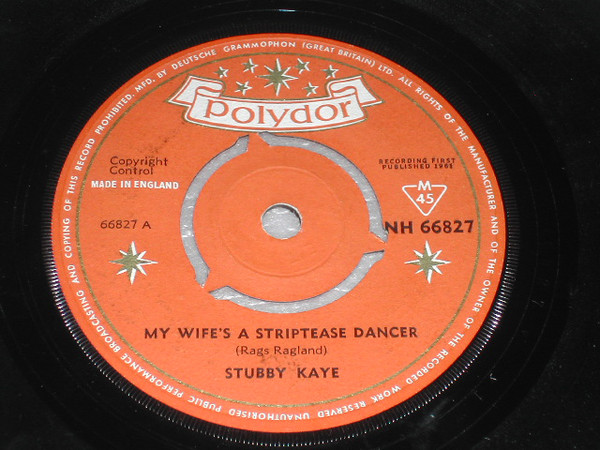 MFD. BY DEUTSCHE GRAMMOPHON (GREAT BRITAIN) LTD. ALL RIGHTS OF THE MANUFACTURER AND OF THE OWNER OF THE RECORDED WORK RESERVED UNAUTHORISED PUBLIC PERFORMANCE BROADCASTING AND COPYING OF THIS RECORD PROHIBITED.
polydor
Copyright
Control
MADE IN ENGLAND
RECORDING FIRST
PUBLISHED 1961
M
45
66827 A
NH 66827
MY WIFE'S A STRIPTEASE DANCER
(Rags Ragland)
STUBBY KAYE